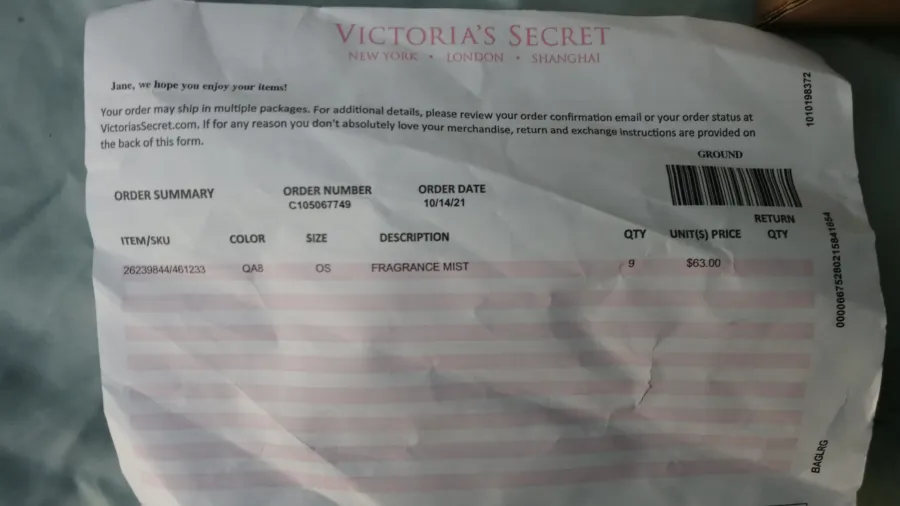 VICTORIA'S SECRET
NEW YORK • LONDON • SHANGHAI
Jane, we hope you enjoy your items!
Your order may ship in multiple packages. For additional details, please review your order confirmation email or your order status at
VictoriasSecret.com. If for any reason you don't absolutely love your merchandise, return and exchange instructions are provided on
the back of this form.
1010198372
GROUND
ORDER SUMMARY ORDER NUMBER ORDER DATE
C105067749 10/14/21
RETURN
ITEM/SKU COLOR SIZE DESCRIPTION QTY UNIT(S) PRICE QTY
26239844/461233 QA8 OS FRAGRANCE MIST 9 $63.00
00006675280215841654
BAGLRG